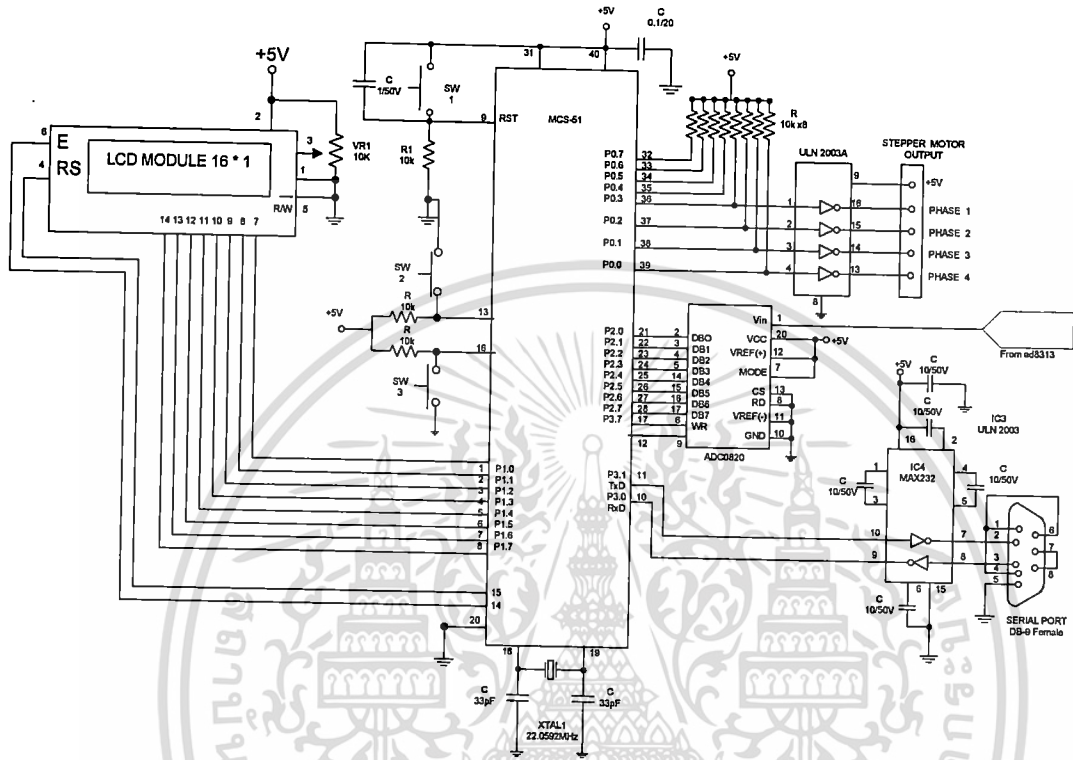 +5V
2
6
E
4
RS
LCD MODULE 16 * 1
3
1
R/W
5
VR1
10K
14 13 12 11 10 9 8 7
C
1/50V
SW
1
9
RST
R1
10k
SW
2
+5V
R
10k
R
10k
13
16
SW
3
31
40
+5V
C
0.1/20
MCS-51
+5V
R
10k x8
P0.7 32
P0.6 33
P0.5 34
P0.4 35
P0.3 36
P0.2 37
P0.1 38
P0.0 39
ULN 2003A
1 16
2 15
3 14
4 13
9
8
STEPPER MOTOR
OUTPUT
+5V
PHASE 1
PHASE 2
PHASE 3
PHASE 4
P2.0 21 2 DB0
P2.1 22 3 DB1
P2.2 23 4 DB2
P2.3 24 5 DB3
P2.4 25 14 DB4
P2.5 26 15 DB5
P2.6 27 16 DB6
P2.7 28 17 DB7
P3.7 17 6 WR
12 9
Vin 1
VCC 20
VREF(+) 12
MODE 7
+5V
CS 13
RD 8
VREF(-) 11
GND 10
ADC0820
From ad8313
+5V
C
10/50V
C
10/50V
IC3
ULN 2003
16
2
IC4
MAX232
1
C
10/50V
3
4
C
10/50V
5
P3.1 11
TxD
P3.0 10
RxD
10 7
9 8
C
10/50V
6
15
1
2
3
4
5
6
7
8
SERIAL PORT
DB-9 Female
1 P1.0
2 P1.1
3 P1.2
4 P1.3
5 P1.4
6 P1.5
7 P1.6
8 P1.7
15
14
20
18
19
C
33pF
C
33pF
XTAL1
22.0592MHz